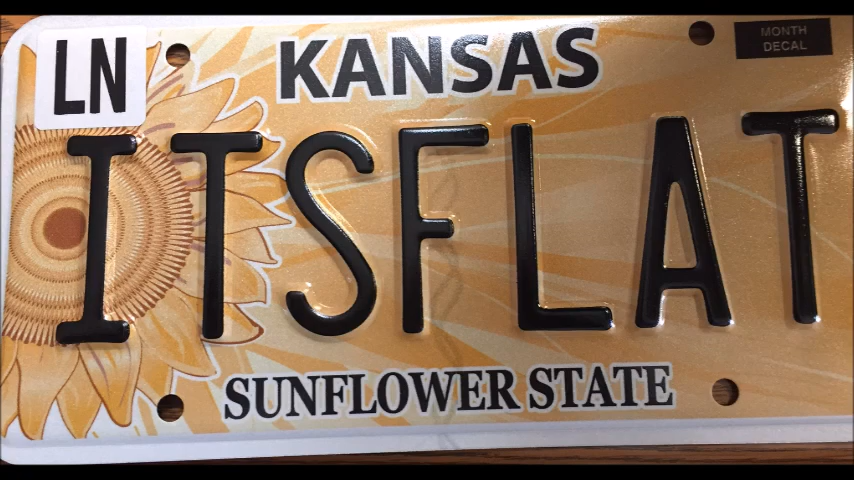 LN
KANSAS
MONTH
DECAL
ITSFLAT
SUNFLOWER STATE